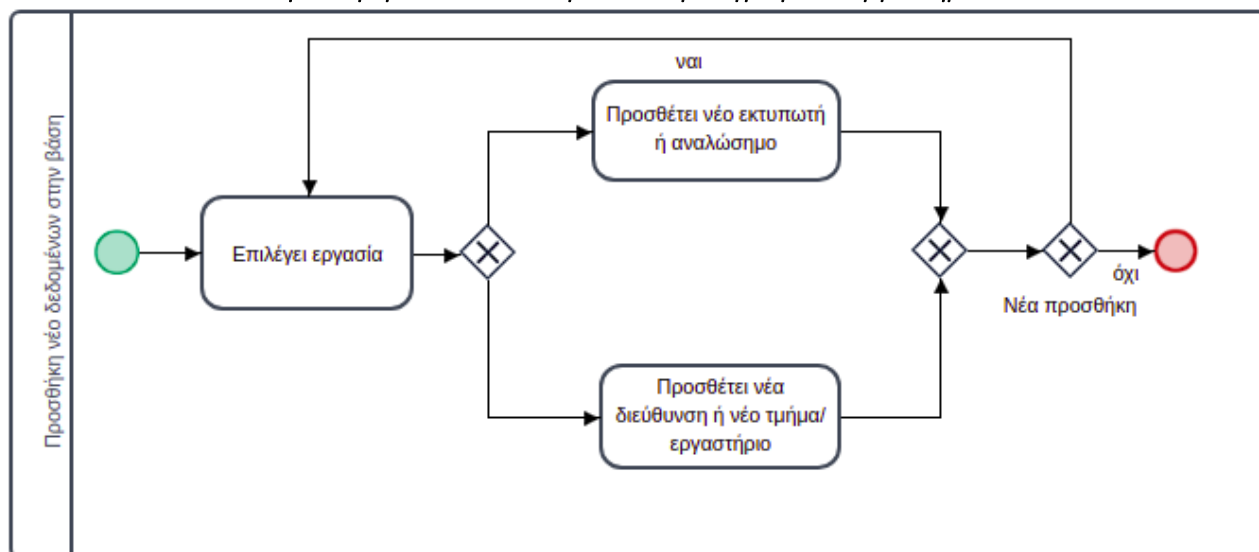 Προσθήκη νέο δεδομένων στην βάση
ναι
Προσθέτει νέο εκτυπωτή
ή αναλώσημο
Επιλέγει εργασία
όχι
Νέα προσθήκη
Προσθέτει νέα
διεύθυνση ή νέο τμήμα/
εργαστήριο